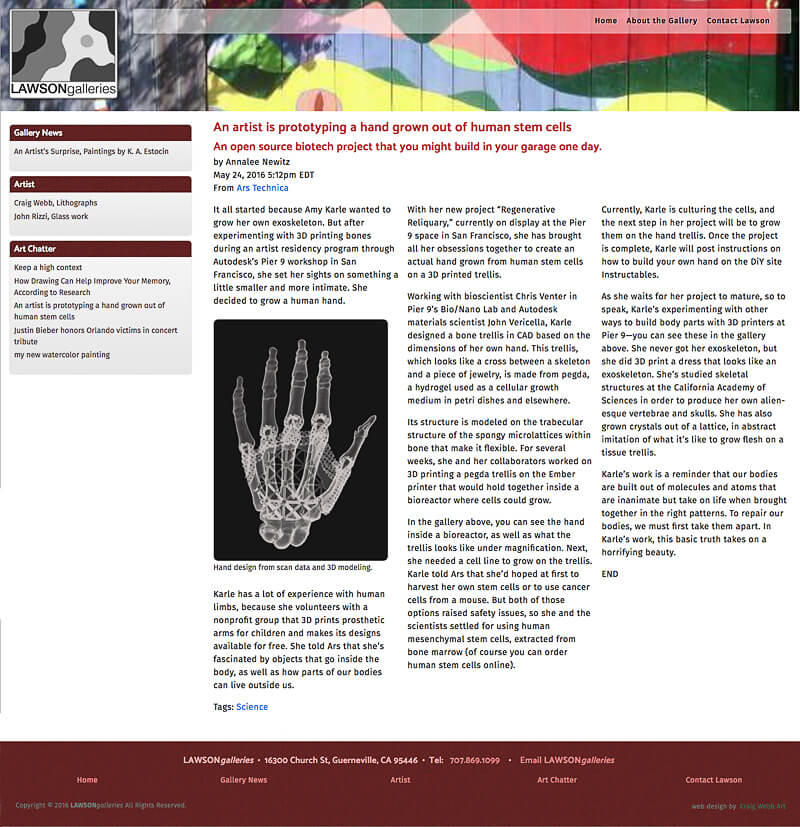 LAWSONgalleries
Home About the Gallery Contact Lawson
Gallery News
An Artist's Surprise, Paintings by K. A. Estocin
Artist
Craig Webb, Lithographs
John Rizzi, Glass work
Art Chatter
Keep a high context
How Drawing Can Help Improve Your Memory,
According to Research
An artist is prototyping a hand grown out of
human stem cells
Justin Bieber honors Orlando victims in concert
tribute
my new watercolor painting
An artist is prototyping a hand grown out of human stem cells
An open source biotech project that you might build in your garage one day.
by Annalee Newitz
May 24, 2016 5:12pm EDT
From Ars Technica
It all started because Amy Karle wanted to
grow her own exoskeleton. But after
experimenting with 3D printing bones
during an artist residency program through
Autodesk's Pier 9 workshop in San
Francisco, she set her sights on something a
little smaller and more intimate. She
decided to grow a human hand.
Hand design from scan data and 3D modeling.
Karle has a lot of experience with human
limbs, because she volunteers with a
nonprofit group that 3D prints prosthetic
arms for children and makes its designs
available for free. She told Ars that she's
fascinated by objects that go inside the
body, as well as how parts of our bodies
can live outside us.
Tags: Science
With her new project “Regenerative
Reliquary,” currently on display at the Pier
9 space in San Francisco, she has brought
all her obsessions together to create an
actual hand grown from human stem cells
on a 3D printed trellis.
Working with bioscientist Chris Venter in
Pier 9's Bio/Nano Lab and Autodesk
materials scientist John Vericella, Karle
designed a bone trellis in CAD based on the
dimensions of her own hand. This trellis,
which looks like a cross between a skeleton
and a piece of jewelry, is made from pegda,
a hydrogel used as a cellular growth
medium in petri dishes and elsewhere.
Its structure is modeled on the trabecular
structure of the spongy microlattices within
bone that make it flexible. For several
weeks, she and her collaborators worked on
3D printing a pegda trellis on the Ember
printer that would hold together inside a
bioreactor where cells could grow.
In the gallery above, you can see the hand
inside a bioreactor, as well as what the
trellis looks like under magnification. Next,
she needed a cell line to grow on the trellis.
Karle told Ars that she'd hoped at first to
harvest her own stem cells or to use cancer
cells from a mouse. But both of those
options raised safety issues, so she and the
scientists settled for using human
mesenchymal stem cells, extracted from
bone marrow (of course you can order
human stem cells online).
Currently, Karle is culturing the cells, and
the next step in her project will be to grow
them on the hand trellis. Once the project
is complete, Karle will post instructions on
how to build your own hand on the DiY site
Instructables.
As she waits for her project to mature, so to
speak, Karle's experimenting with other
ways to build body parts with 3D printers at
Pier 9—you can see these in the gallery
above. She never got her exoskeleton, but
she did 3D print a dress that looks like an
exoskeleton. She's studied skeletal
structures at the California Academy of
Sciences in order to produce her own alien-
esque vertebrae and skulls. She has also
grown crystals out of a lattice, in abstract
imitation of what it's like to grow flesh on a
tissue trellis.
Karle's work is a reminder that our bodies
are built out of molecules and atoms that
are inanimate but take on life when brought
together in the right patterns. To repair our
bodies, we must first take them apart. In
Karle's work, this basic truth takes on a
horrifying beauty.
END
LAWSONgalleries • 16300 Church St, Guerneville, CA 95446 • Tel: 707.869.1099 • Email LAWSONgalleries
Home Gallery News Artist Art Chatter Contact Lawson
Copyright © 2016 LAWSONgalleries All Rights Reserved. web design by Craig Webb Art